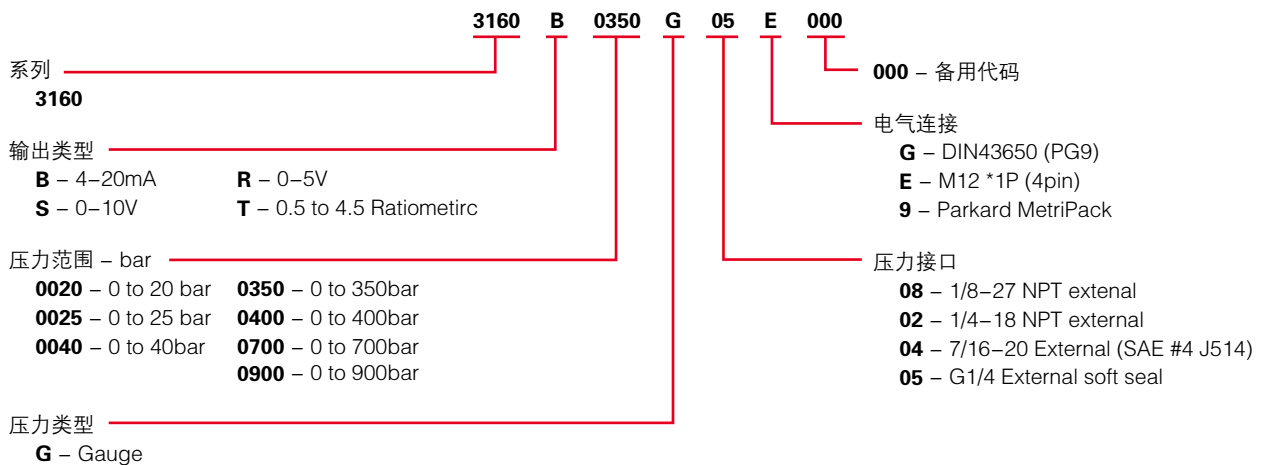 3160 B 0350 G 05 E 000
系列
3160
输出类型
B – 4–20mA R – 0–5V
S – 0–10V T – 0.5 to 4.5 Ratiometirc
压力范围 – bar
0020 – 0 to 20 bar 0350 – 0 to 350bar
0025 – 0 to 25 bar 0400 – 0 to 400bar
0040 – 0 to 40bar 0700 – 0 to 700bar
0900 – 0 to 900bar
压力类型
G – Gauge
000 – 备用代码
电气连接
G – DIN43650 (PG9)
E – M12 *1P (4pin)
9 – Parkard MetriPack
压力接口
08 – 1/8–27 NPT extenal
02 – 1/4–18 NPT external
04 – 7/16–20 External (SAE #4 J514)
05 – G1/4 External soft seal